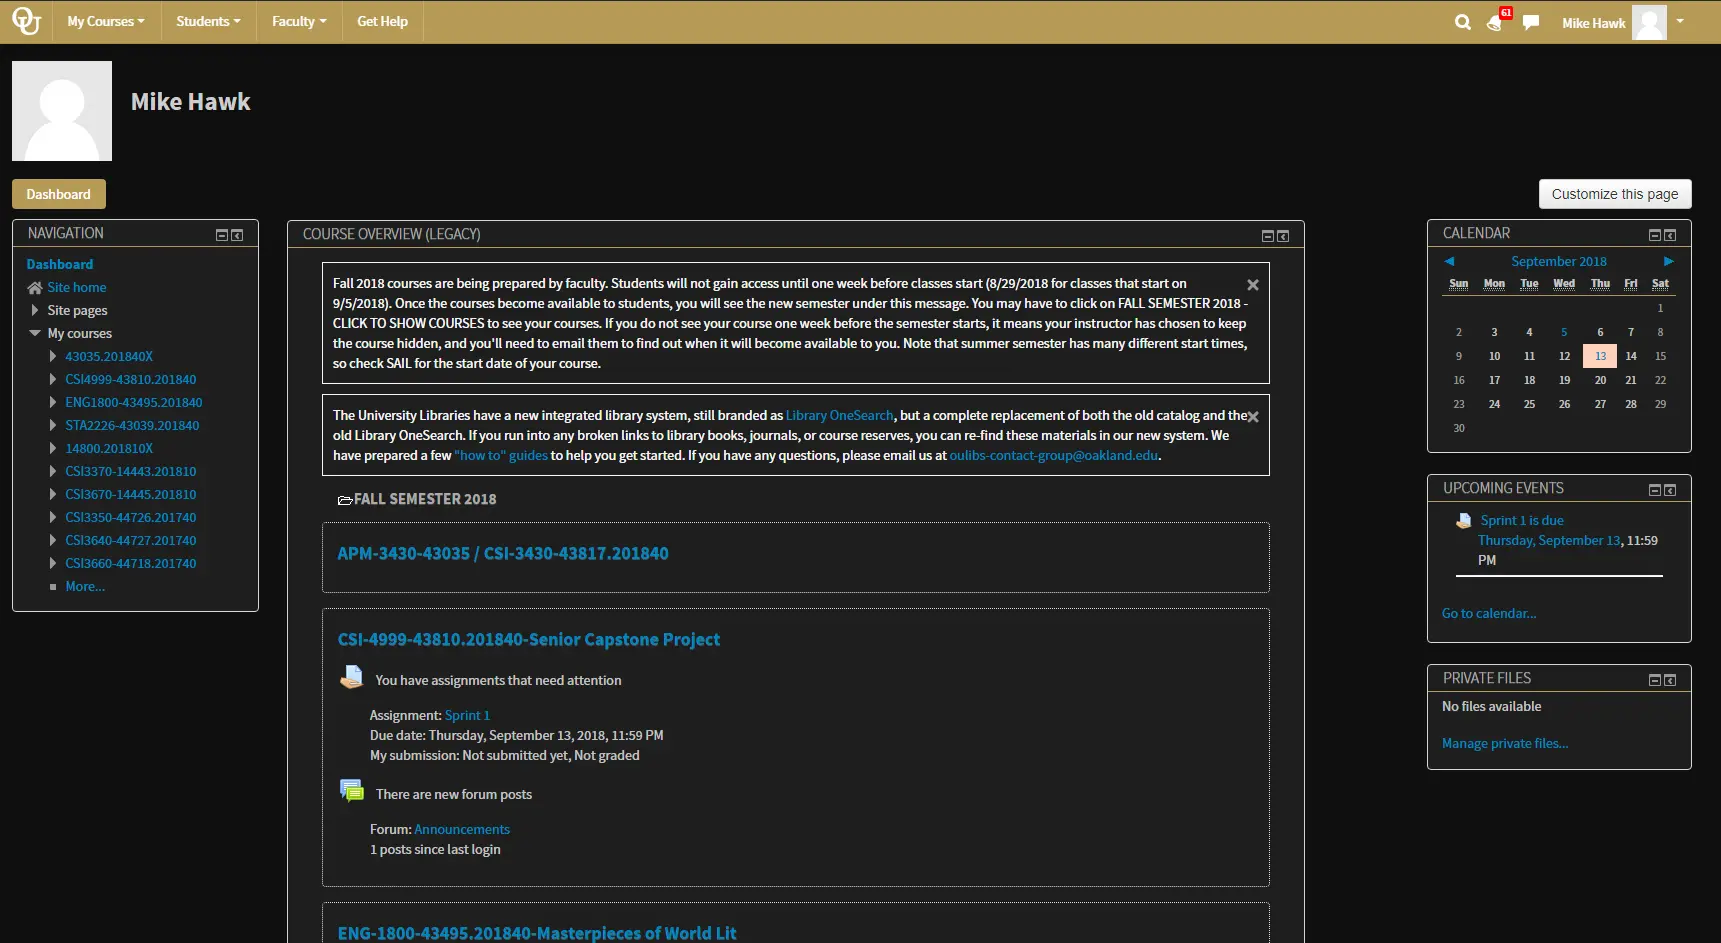 OU My Courses Students Faculty Get Help 61 Mike Hawk
Mike Hawk
Dashboard
Customize this page
NAVIGATION
Dashboard
Site home
Site pages
My courses
43035.201840X
CSI4999-43810.201840
ENG1800-43495.201840
STA2226-43039.201840
14800.201810X
CSI3370-14443.201810
CSI3670-14445.201810
CSI3350-44726.201740
CSI3640-44727.201740
CSI3660-44718.201740
More...
COURSE OVERVIEW (LEGACY)
Fall 2018 courses are being prepared by faculty. Students will not gain access until one week before classes start (8/29/2018 for classes that start on
9/5/2018). Once the courses become available to students, you will see the new semester under this message. You may have to click on FALL SEMESTER 2018 -
CLICK TO SHOW COURSES to see your courses. If you do not see your course one week before the semester starts, it means your instructor has chosen to keep
the course hidden, and you'll need to email them to find out when it will become available to you. Note that summer semester has many different start times,
so check SAIL for the start date of your course.
The University Libraries have a new integrated library system, still branded as Library OneSearch, but a complete replacement of both the old catalog and the
old Library OneSearch. If you run into any broken links to library books, journals, or course reserves, you can re-find these materials in our new system. We
have prepared a few "how to" guides to help you get started. If you have any questions, please email us at oulibs-contact-group@oakland.edu.
FALL SEMESTER 2018
APM-3430-43035 / CSI-3430-43817.201840
CSI-4999-43810.201840-Senior Capstone Project
You have assignments that need attention
Assignment: Sprint 1
Due date: Thursday, September 13, 2018, 11:59 PM
My submission: Not submitted yet, Not graded
There are new forum posts
Forum: Announcements
1 posts since last login
ENG-1800-43495.201840-Masterpieces of World Lit
CALENDAR
September 2018
Sun Mon Tue Wed Thu Fri Sat
1
2 3 4 5 6 7 8
9 10 11 12 13 14 15
16 17 18 19 20 21 22
23 24 25 26 27 28 29
30
UPCOMING EVENTS
Sprint 1 is due
Thursday, September 13, 11:59
PM
Go to calendar...
PRIVATE FILES
No files available
Manage private files...